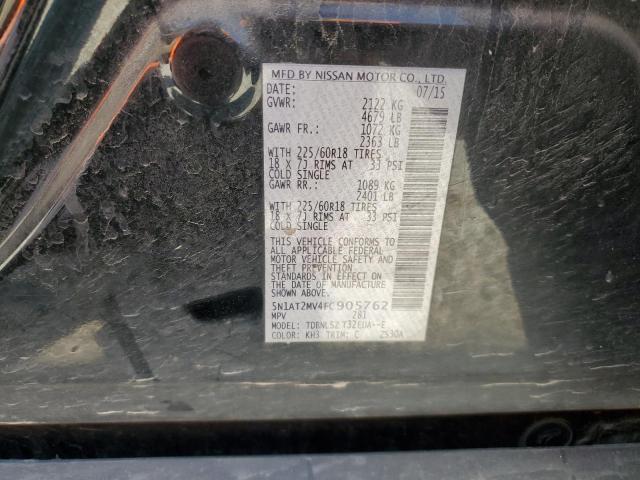 MFD BY NISSAN MOTOR CO., LTD.
DATE: 07/15
GVWR: 2122 KG
4679 LB
GAWR FR.: 1072 KG
2363 LB
WITH 225/60R18 TIRES
18 X 7J RIMS AT 33 PSI
COLD SINGLE
GAWR RR.: 1089 KG
2401 LB
WITH 225/60R18 TIRES
18 X 7J RIMS AT 33 PSI
COLD SINGLE
THIS VEHICLE CONFORMS TO
ALL APPLICABLE FEDERAL
MOTOR VEHICLE SAFETY AND
THEFT PREVENTION
STANDARDS IN EFFECT ON
THE DATE OF MANUFACTURE
SHOWN ABOVE.
5N1AT2MV4FC905762
MPV 281
MODEL: TDBNLSZ T32EUA--E
COLOR: KH3 TRIM: C 2530A